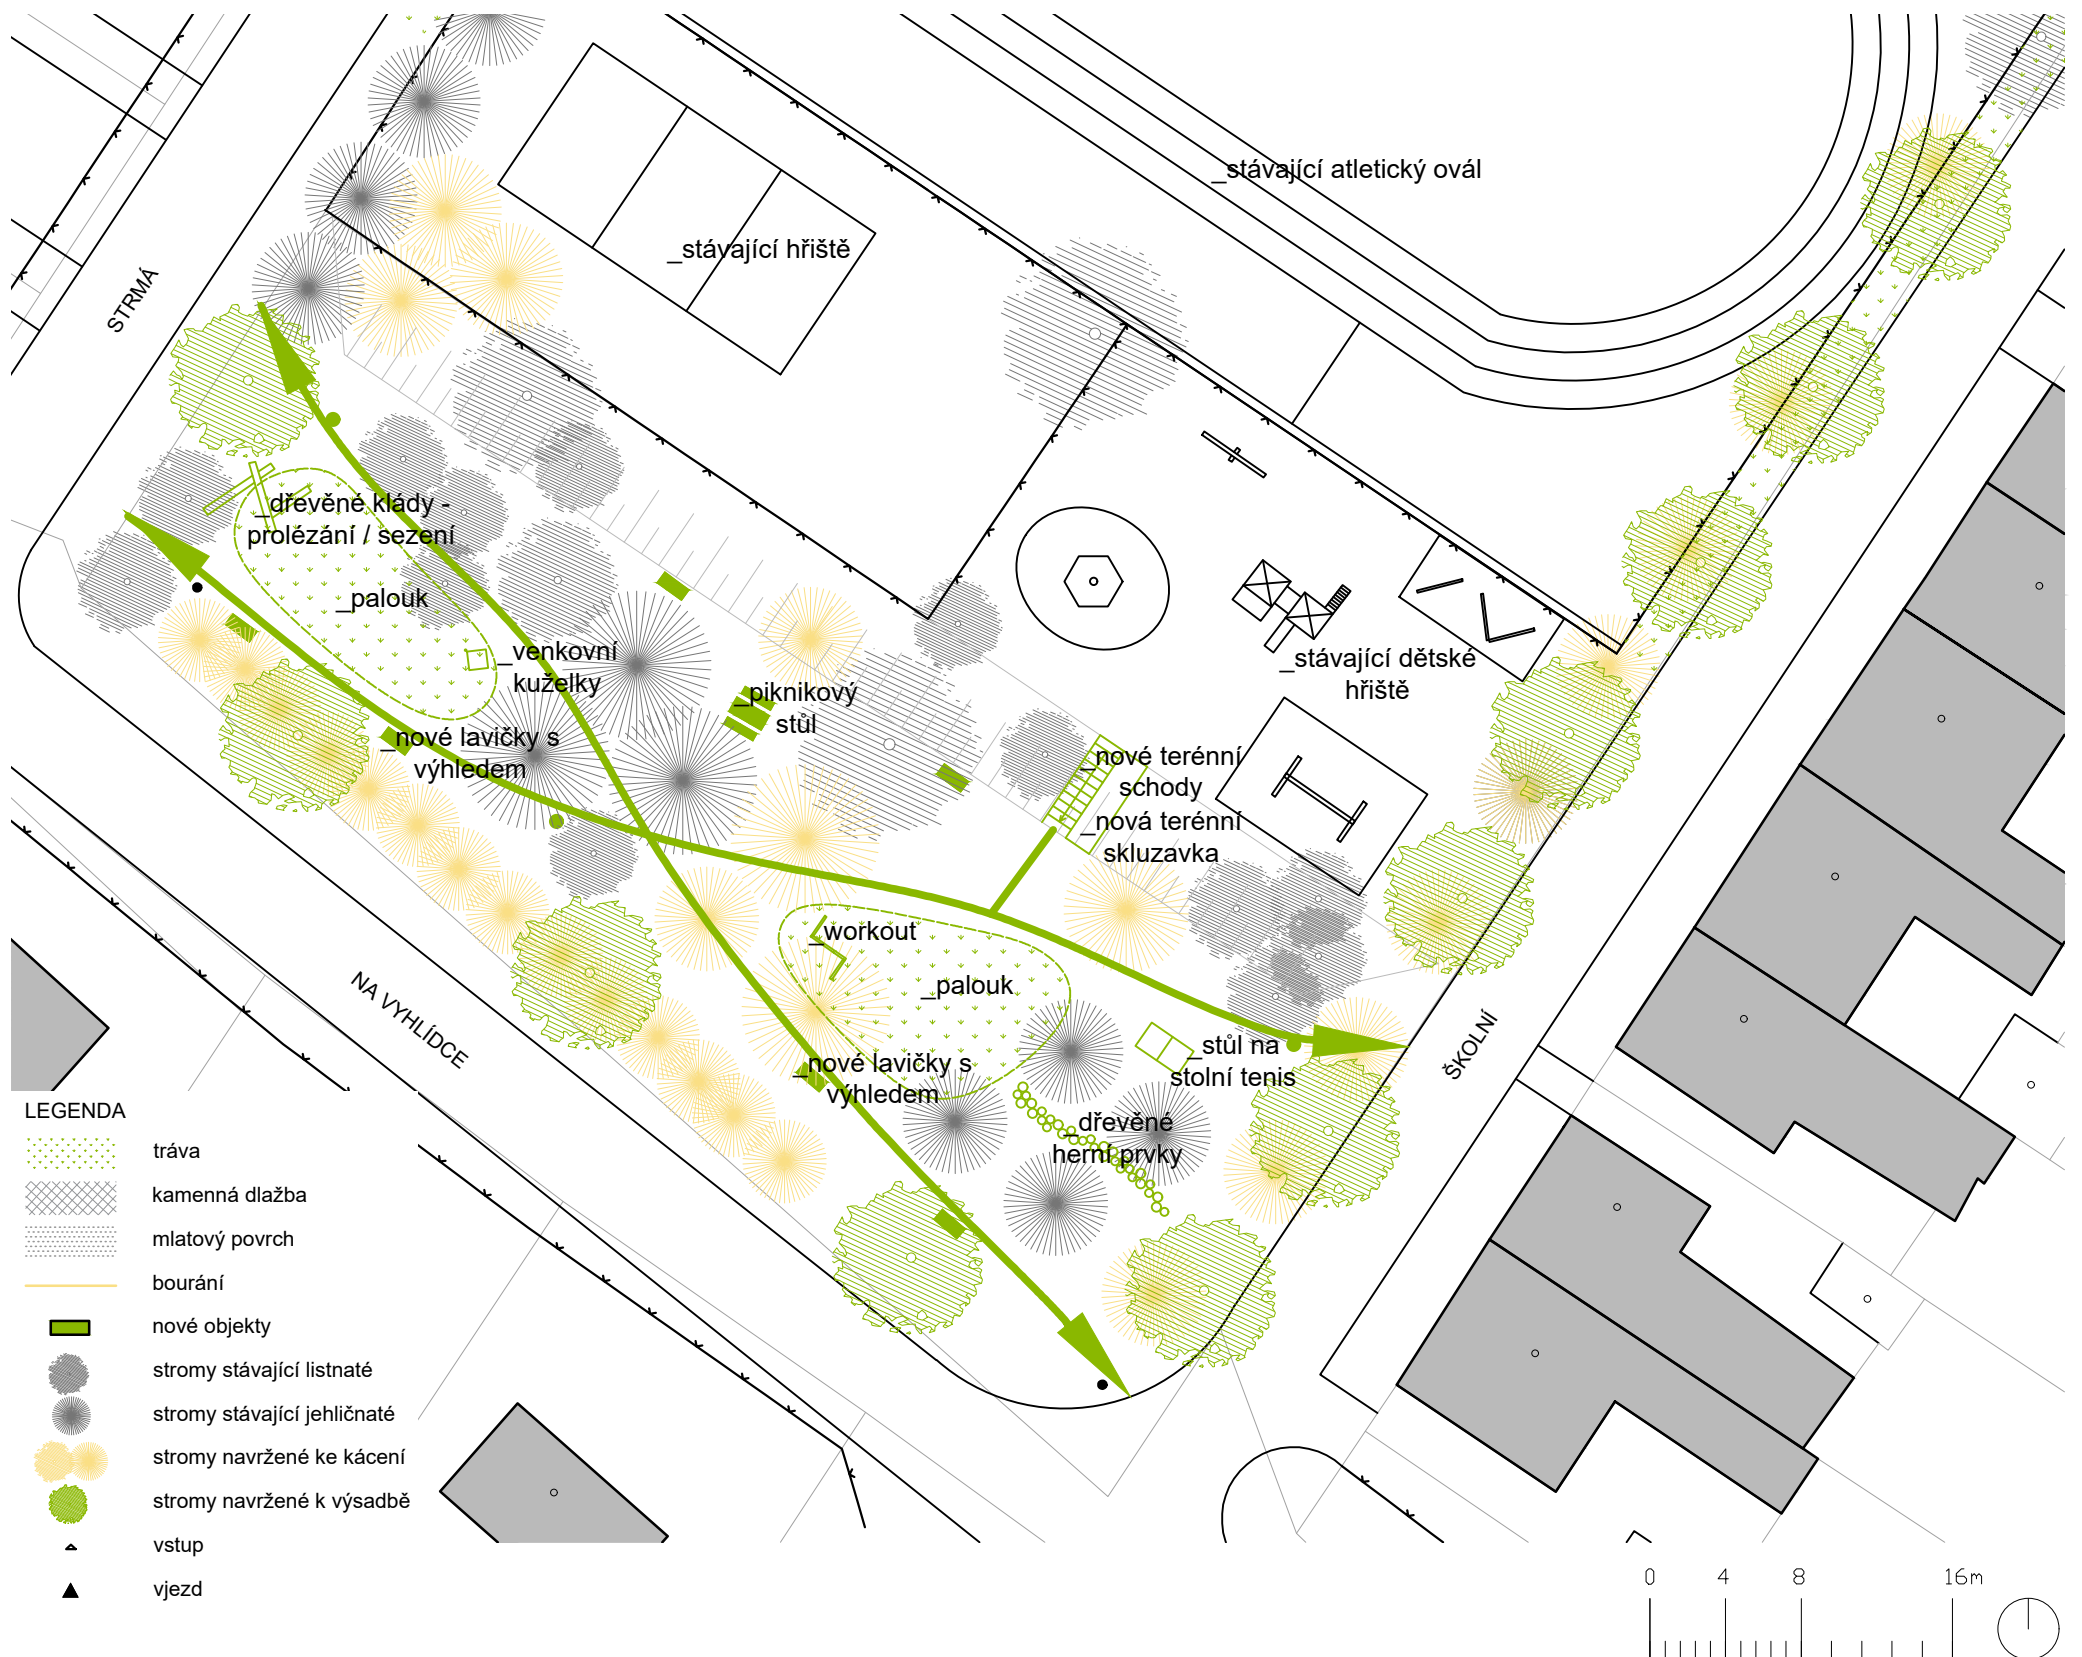 _stávající atletický ovál
_stávající hřiště
STRMÁ
_dřevěné klády -
prolézání / sezení
_palouk
_venkovní
kuželky
_stávající dětské
hřiště
_piknikový
stůl
_nové lavičky s
výhledem
_nové terénní
schody
_nová terénní
skluzavka
_workout
_palouk
NA VYHLÍDCE
ŠKOLNÍ
_nové lavičky s
výhledem
_stůl na
stolní tenis
_dřevěné
herní prvky
LEGENDA
tráva
kamenná dlažba
mlatový povrch
bourání
nové objekty
stromy stávající listnaté
stromy stávající jehličnaté
stromy navržené ke kácení
stromy navržené k výsadbě
vstup
vjezd
0 4 8 16m